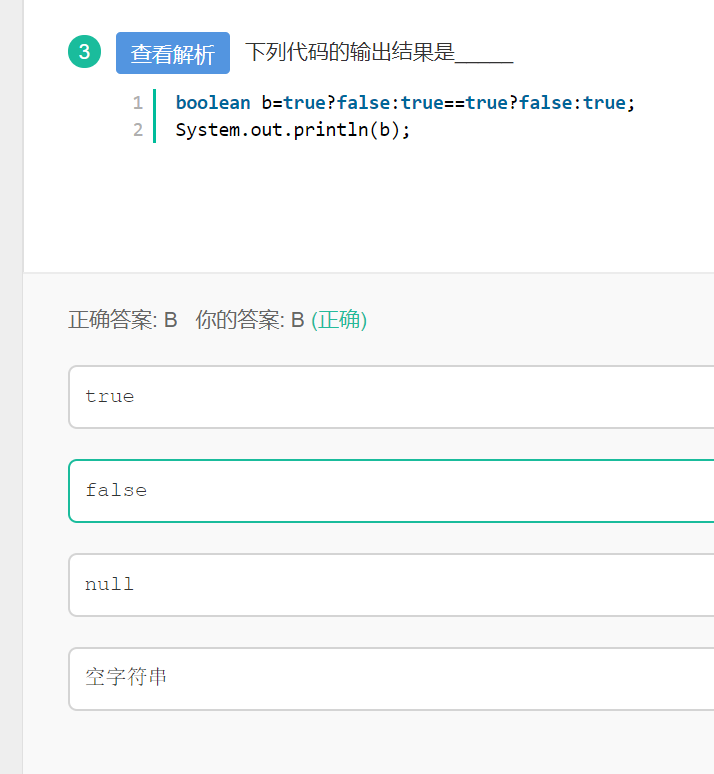 3 查看解析 下列代码的输出结果是_____
1 boolean b=true?false:true==true?false:true;
2 System.out.println(b);
正确答案: B 你的答案: B (正确)
true
false
null
空字符串